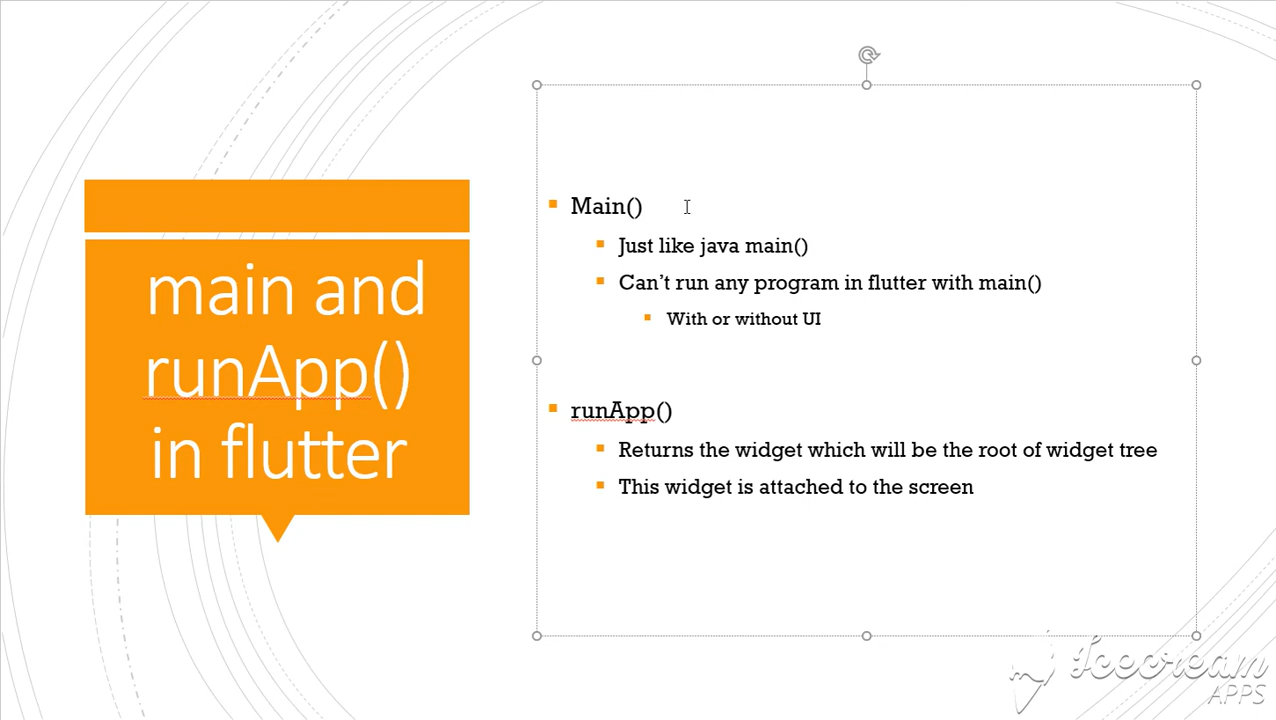 main and
runApp()
in flutter
Main()
Just like java main()
Can't run any program in flutter with main()
With or without UI
runApp()
Returns the widget which will be the root of widget tree
This widget is attached to the screen
Icecream
APPS